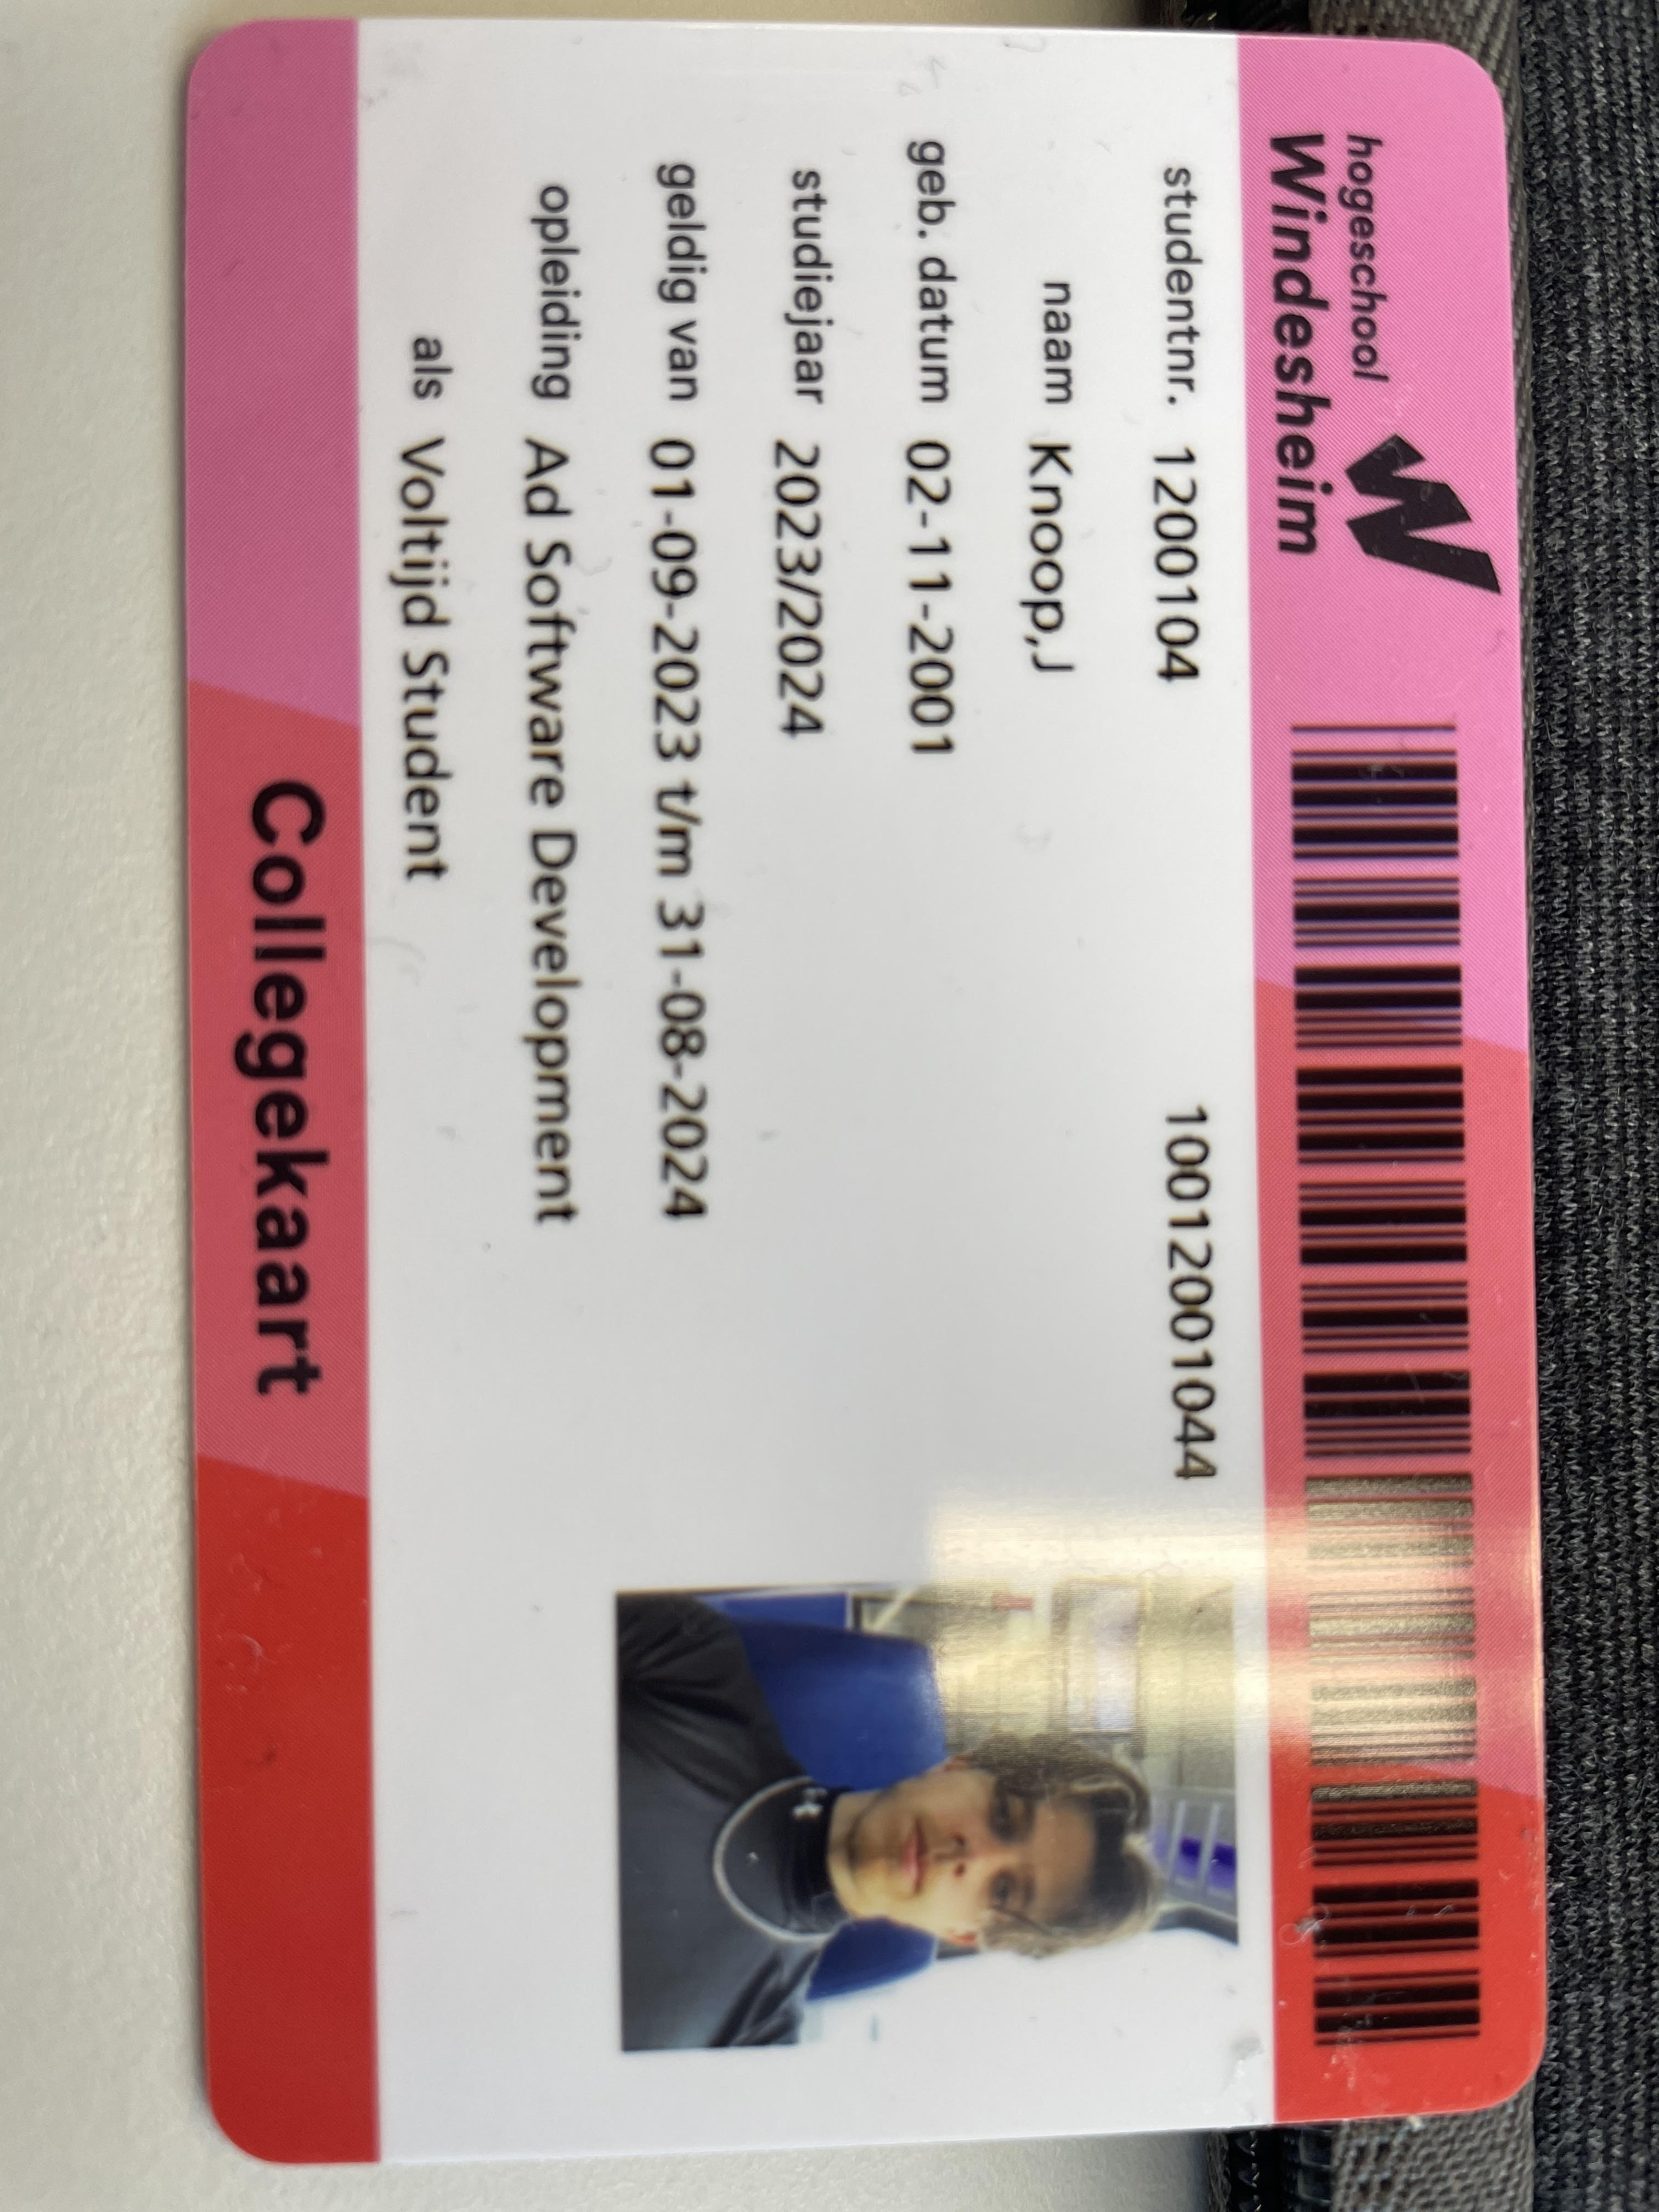 hogeschool
Windesheim
studentnr. 1200104 10012001044
naam Knoop,J
geb. datum 02-11-2001
studiejaar 2023/2024
geldig van 01-09-2023 t/m 31-08-2024
opleiding Ad Software Development
als Voltijd Student
Collegekaart